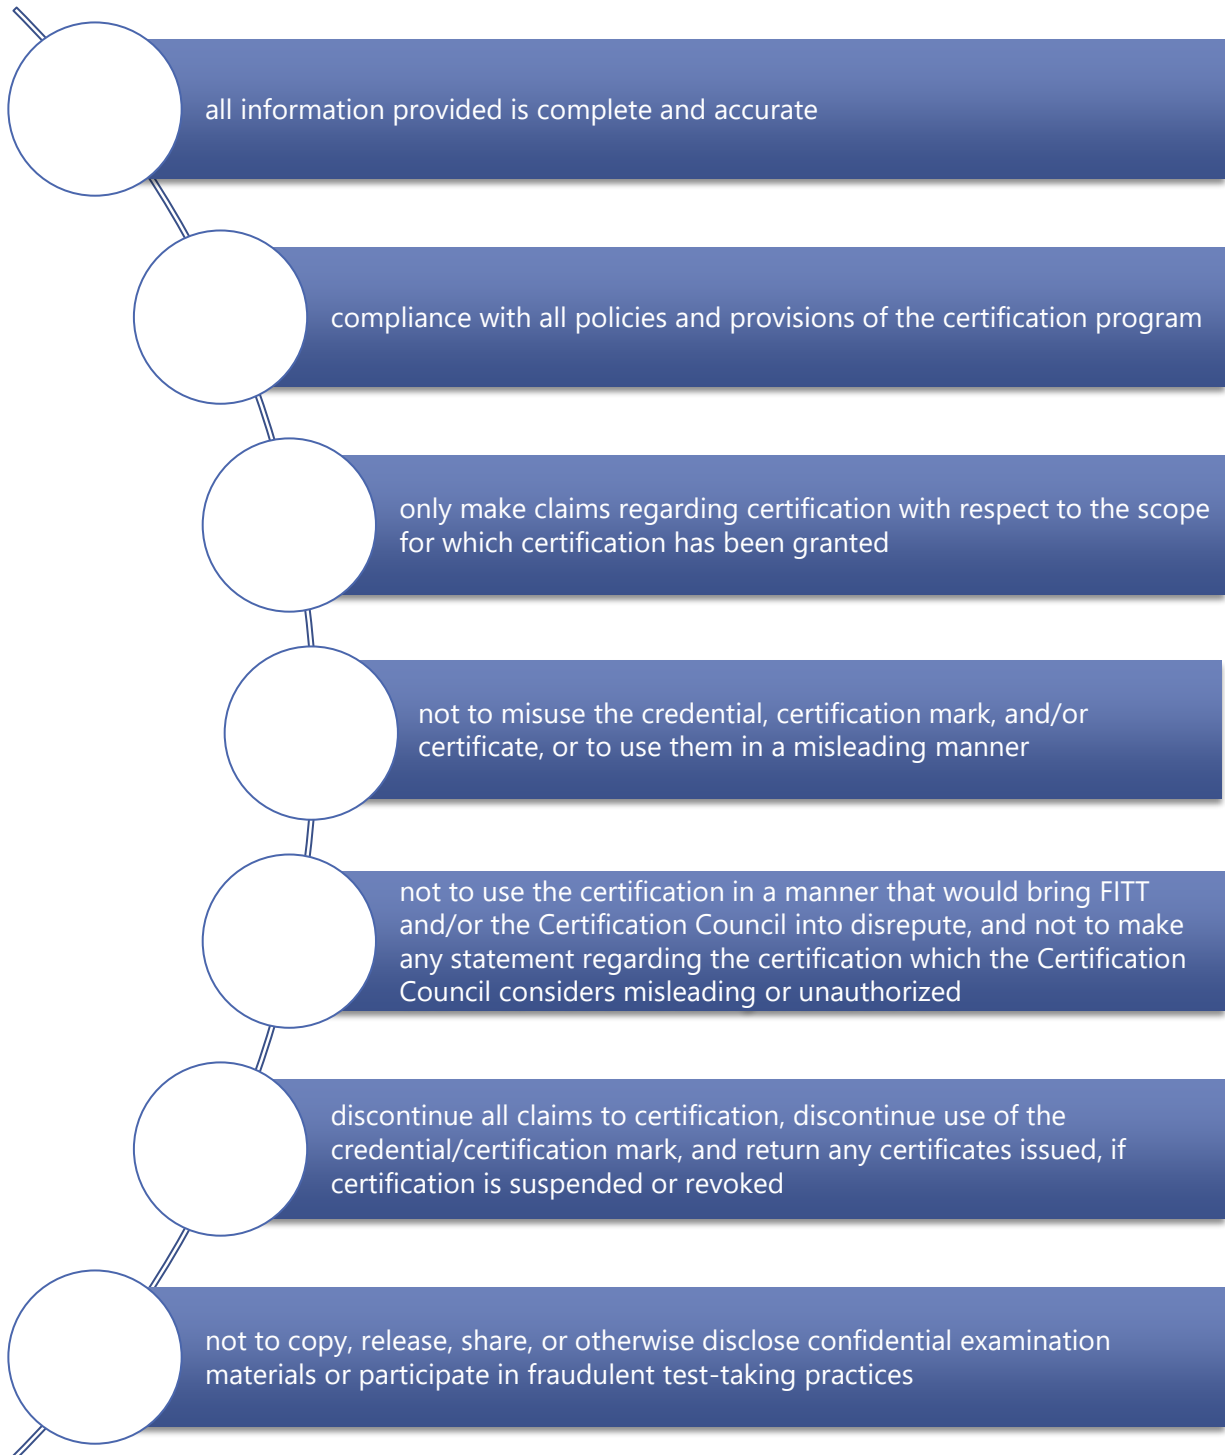 all information provided is complete and accurate
compliance with all policies and provisions of the certification program
only make claims regarding certification with respect to the scope
for which certification has been granted
not to misuse the credential, certification mark, and/or
certificate, or to use them in a misleading manner
not to use the certification in a manner that would bring FITT
and/or the Certification Council into disrepute, and not to make
any statement regarding the certification which the Certification
Council considers misleading or unauthorized
discontinue all claims to certification, discontinue use of the
credential/certification mark, and return any certificates issued, if
certification is suspended or revoked
not to copy, release, share, or otherwise disclose confidential examination
materials or participate in fraudulent test-taking practices